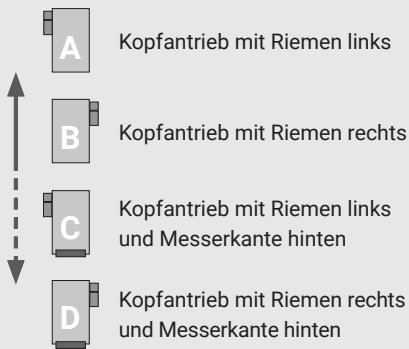 A
Kopfantrieb mit Riemen links
B
Kopfantrieb mit Riemen rechts
C
Kopfantrieb mit Riemen links
und Messerkante hinten
D
Kopfantrieb mit Riemen rechts
und Messerkante hinten